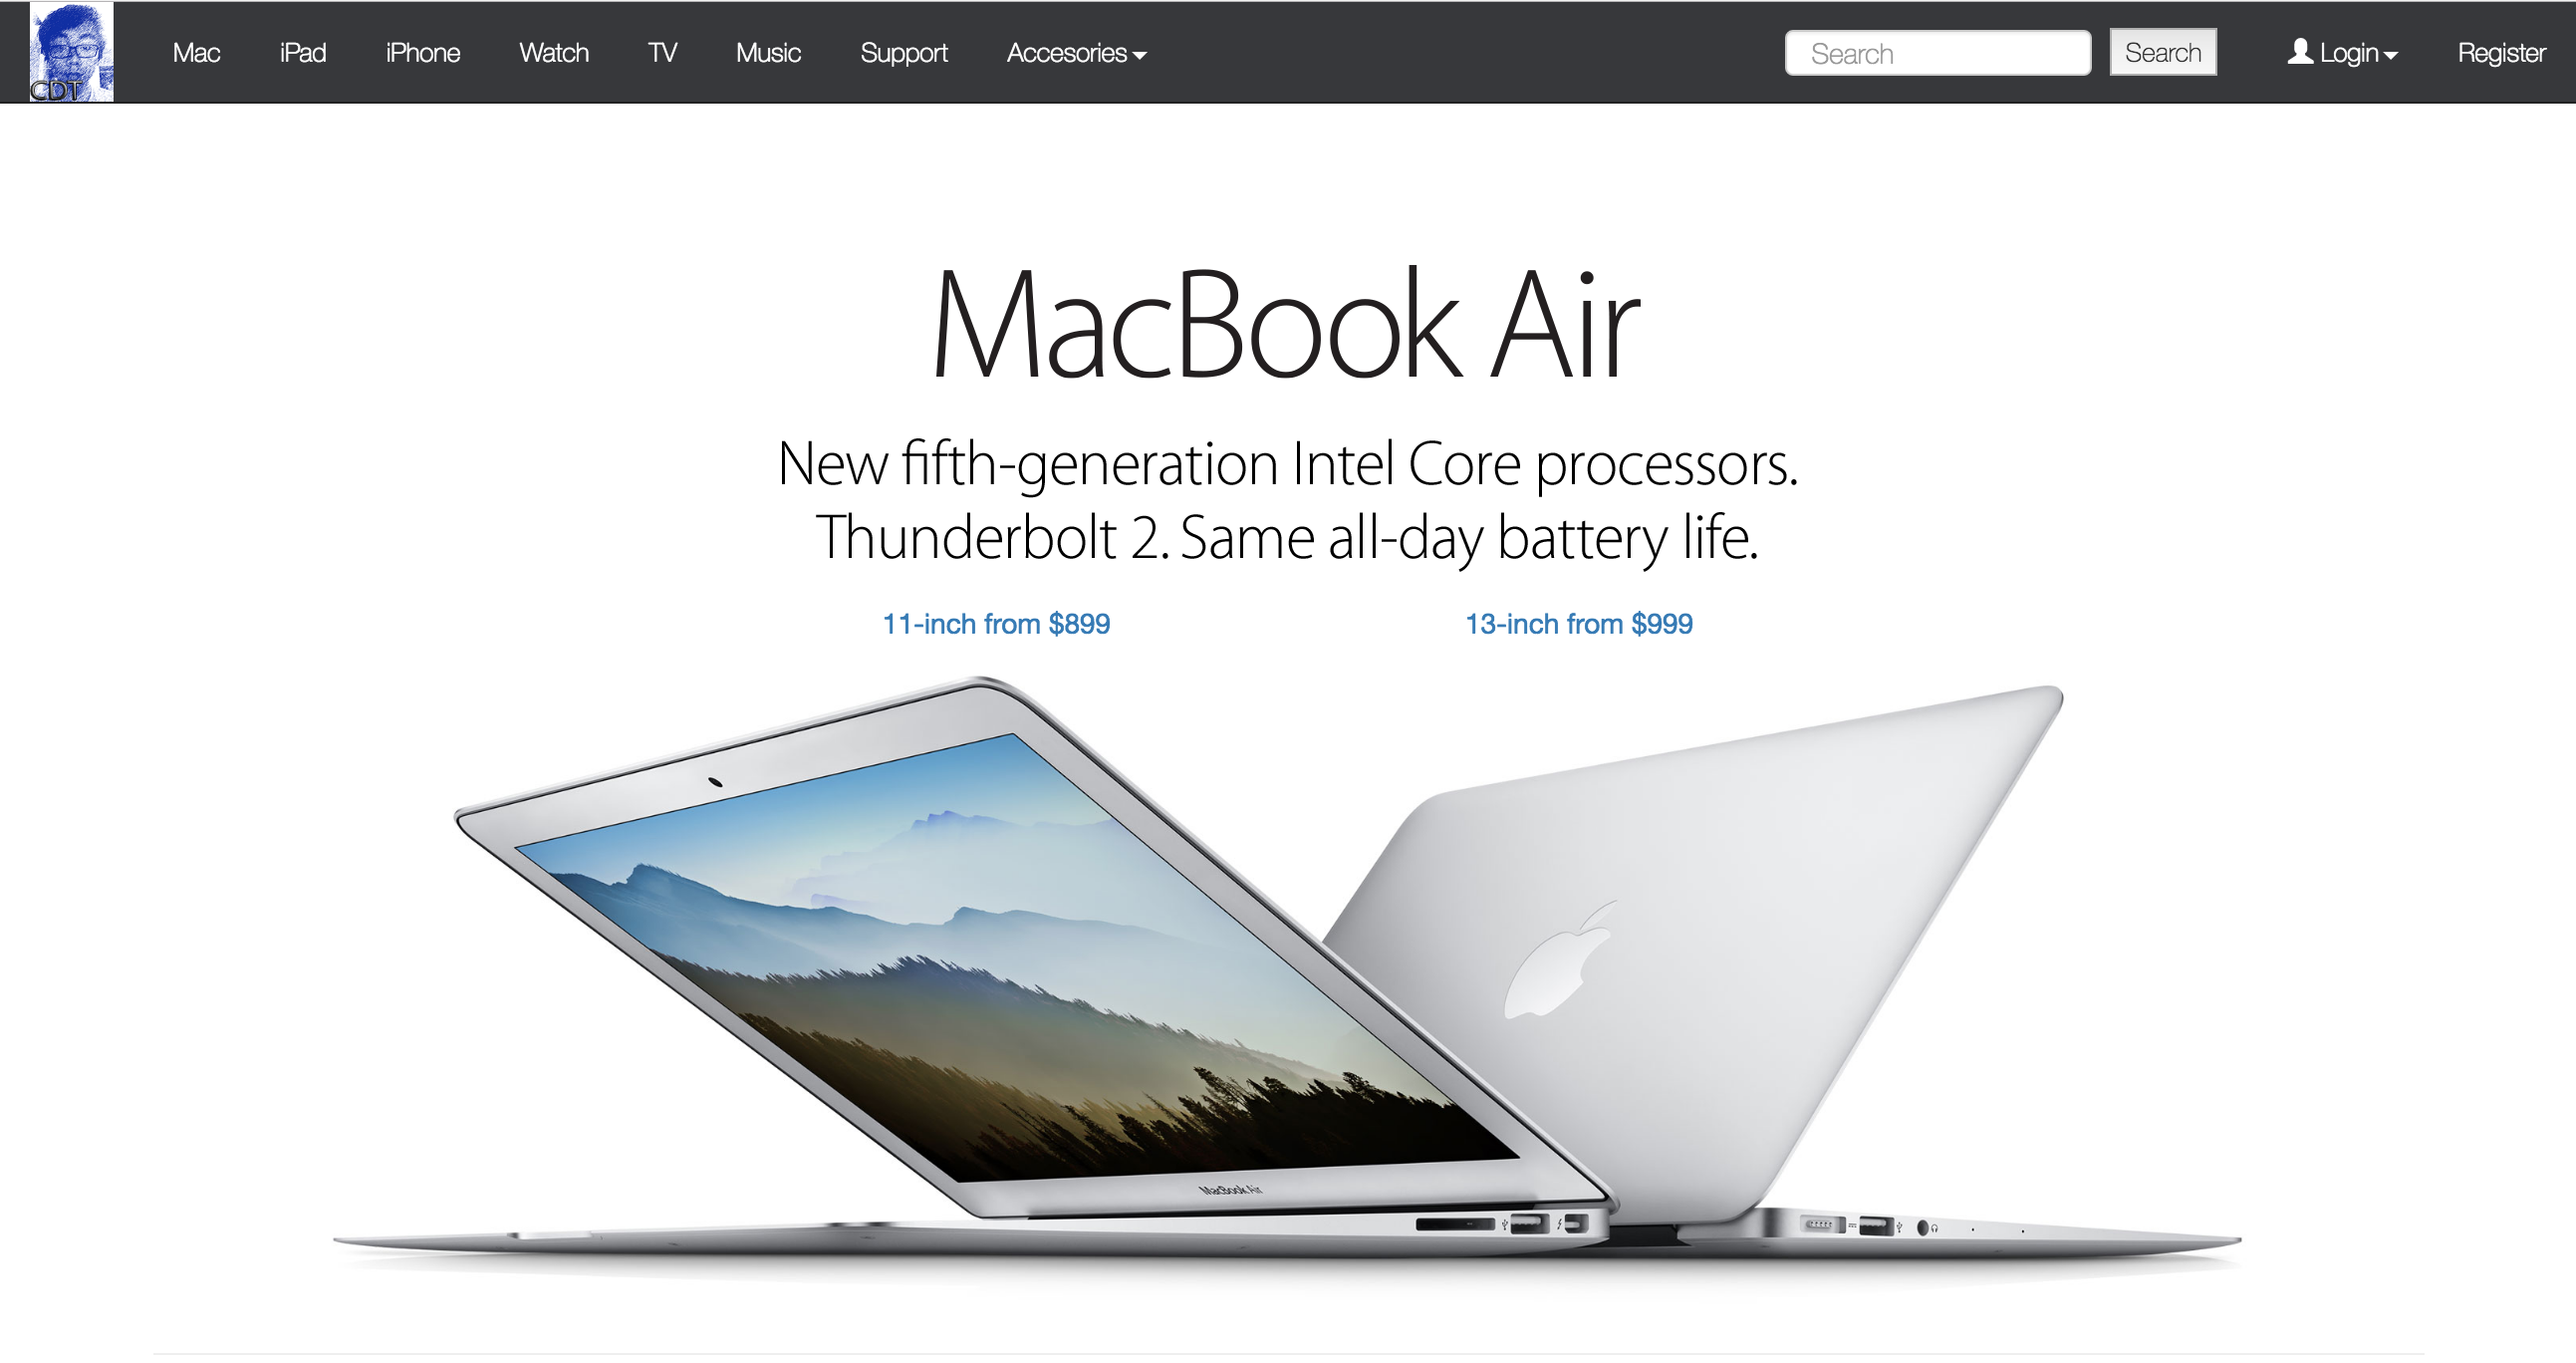 CDT
Mac iPad iPhone Watch TV Music Support Accesories Search Search Login Register
MacBook Air
New fifth-generation Intel Core processors.
Thunderbolt 2. Same all-day battery life.
11-inch from $899 13-inch from $999
MacBook Air